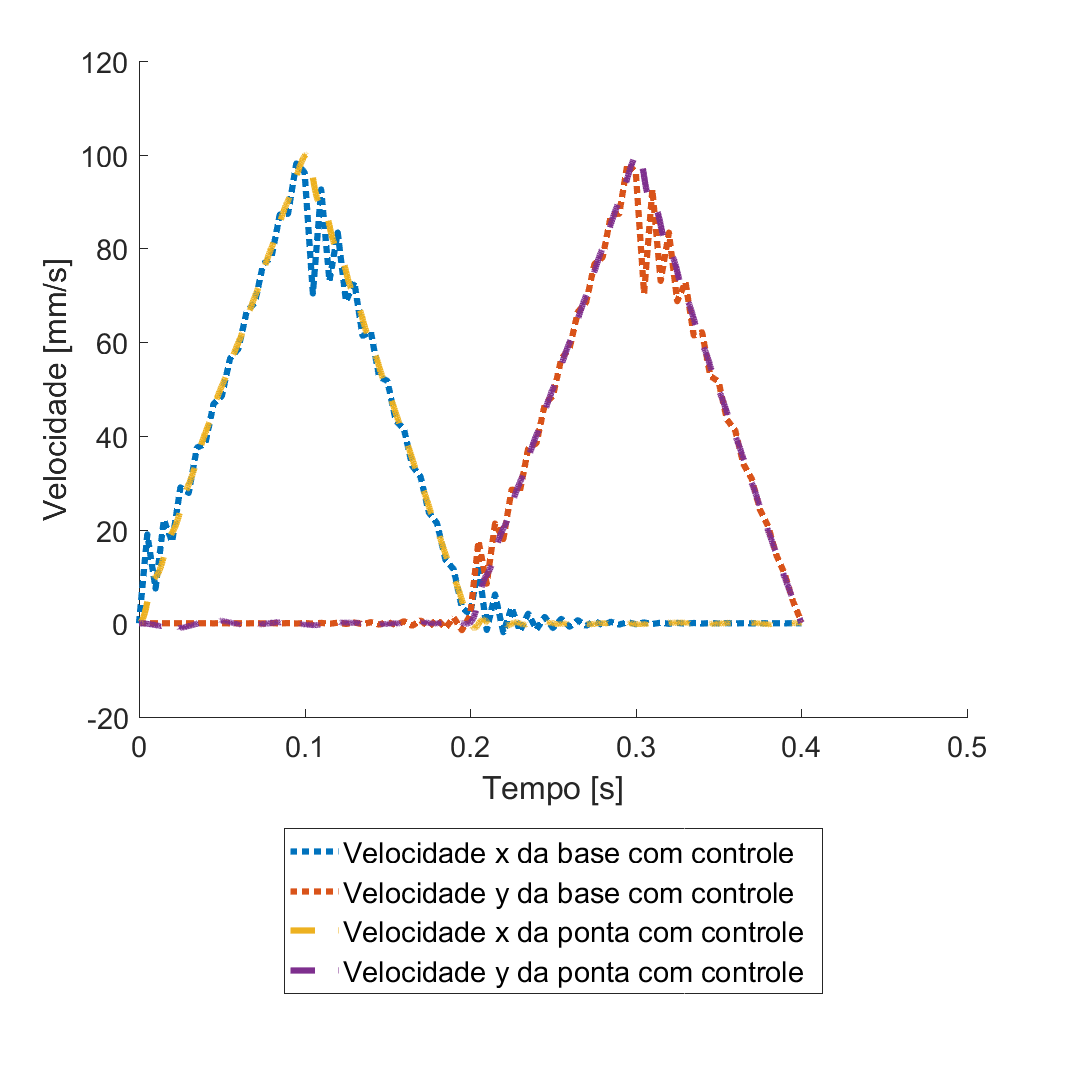 120
100
80
60
40
20
0
-20
Velocidade [mm/s]
0 0.1 0.2 0.3 0.4 0.5
Tempo [s]
Velocidade x da base com controle
Velocidade y da base com controle
Velocidade x da ponta com controle
Velocidade y da ponta com controle